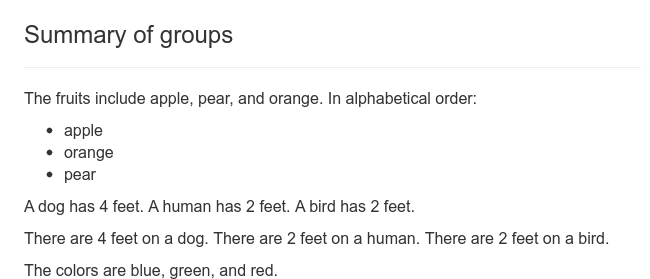 Summary of groups
The fruits include apple, pear, and orange. In alphabetical order:
• apple
• orange
• pear
A dog has 4 feet. A human has 2 feet. A bird has 2 feet.
There are 4 feet on a dog. There are 2 feet on a human. There are 2 feet on a bird.
The colors are blue, green, and red.